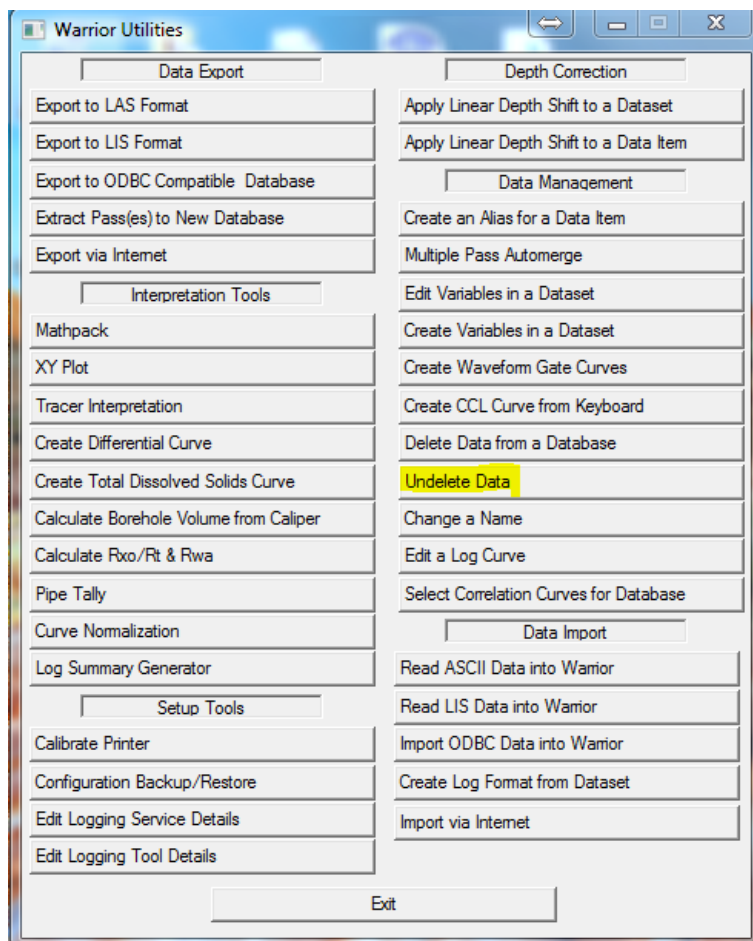 Warrior Utilities
Data Export
Export to LAS Format
Export to LIS Format
Export to ODBC Compatible Database
Extract Pass(es) to New Database
Export via Internet
Interpretation Tools
Mathpack
XY Plot
Tracer Interpretation
Create Differential Curve
Create Total Dissolved Solids Curve
Calculate Borehole Volume from Caliper
Calculate Rxo/Rt & Rwa
Pipe Tally
Curve Normalization
Log Summary Generator
Setup Tools
Calibrate Printer
Configuration Backup/Restore
Edit Logging Service Details
Edit Logging Tool Details
Depth Correction
Apply Linear Depth Shift to a Dataset
Apply Linear Depth Shift to a Data Item
Data Management
Create an Alias for a Data Item
Multiple Pass Automerge
Edit Variables in a Dataset
Create Variables in a Dataset
Create Waveform Gate Curves
Create CCL Curve from Keyboard
Delete Data from a Database
Undelete Data
Change a Name
Edit a Log Curve
Select Correlation Curves for Database
Data Import
Read ASCII Data into Warrior
Read LIS Data into Warrior
Import ODBC Data into Warrior
Create Log Format from Dataset
Import via Internet
Exit